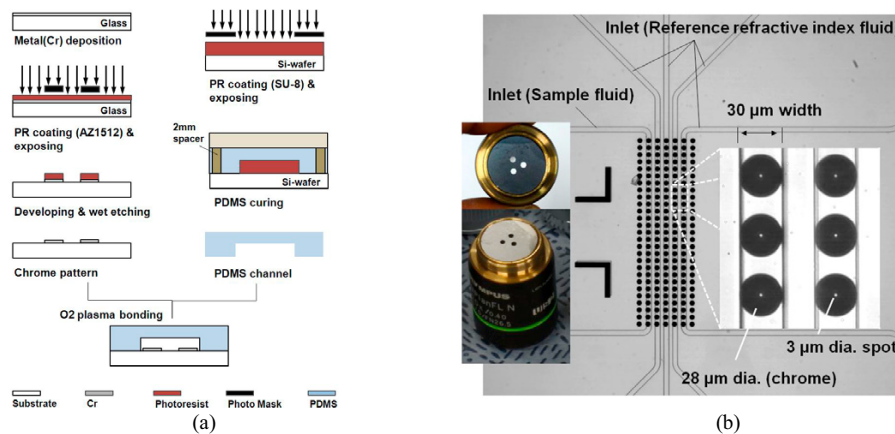 (a)
Glass
Metal(Cr) deposition
Glass
PR coating (AZ1512) &
exposing
Developing & wet etching
Chrome pattern
Si-wafer
PR coating (SU-8) &
exposing
2mm
spacer
Si-wafer
PDMS curing
PDMS channel
O2 plasma bonding
Substrate
Cr
Photoresist
Photo Mask
PDMS
(a)
Inlet (Reference refractive index fluid
(b)
Inlet (Sample fluid)
30 µm width
3 µm dia. spot
28 µm dia. (chrome)
(b)